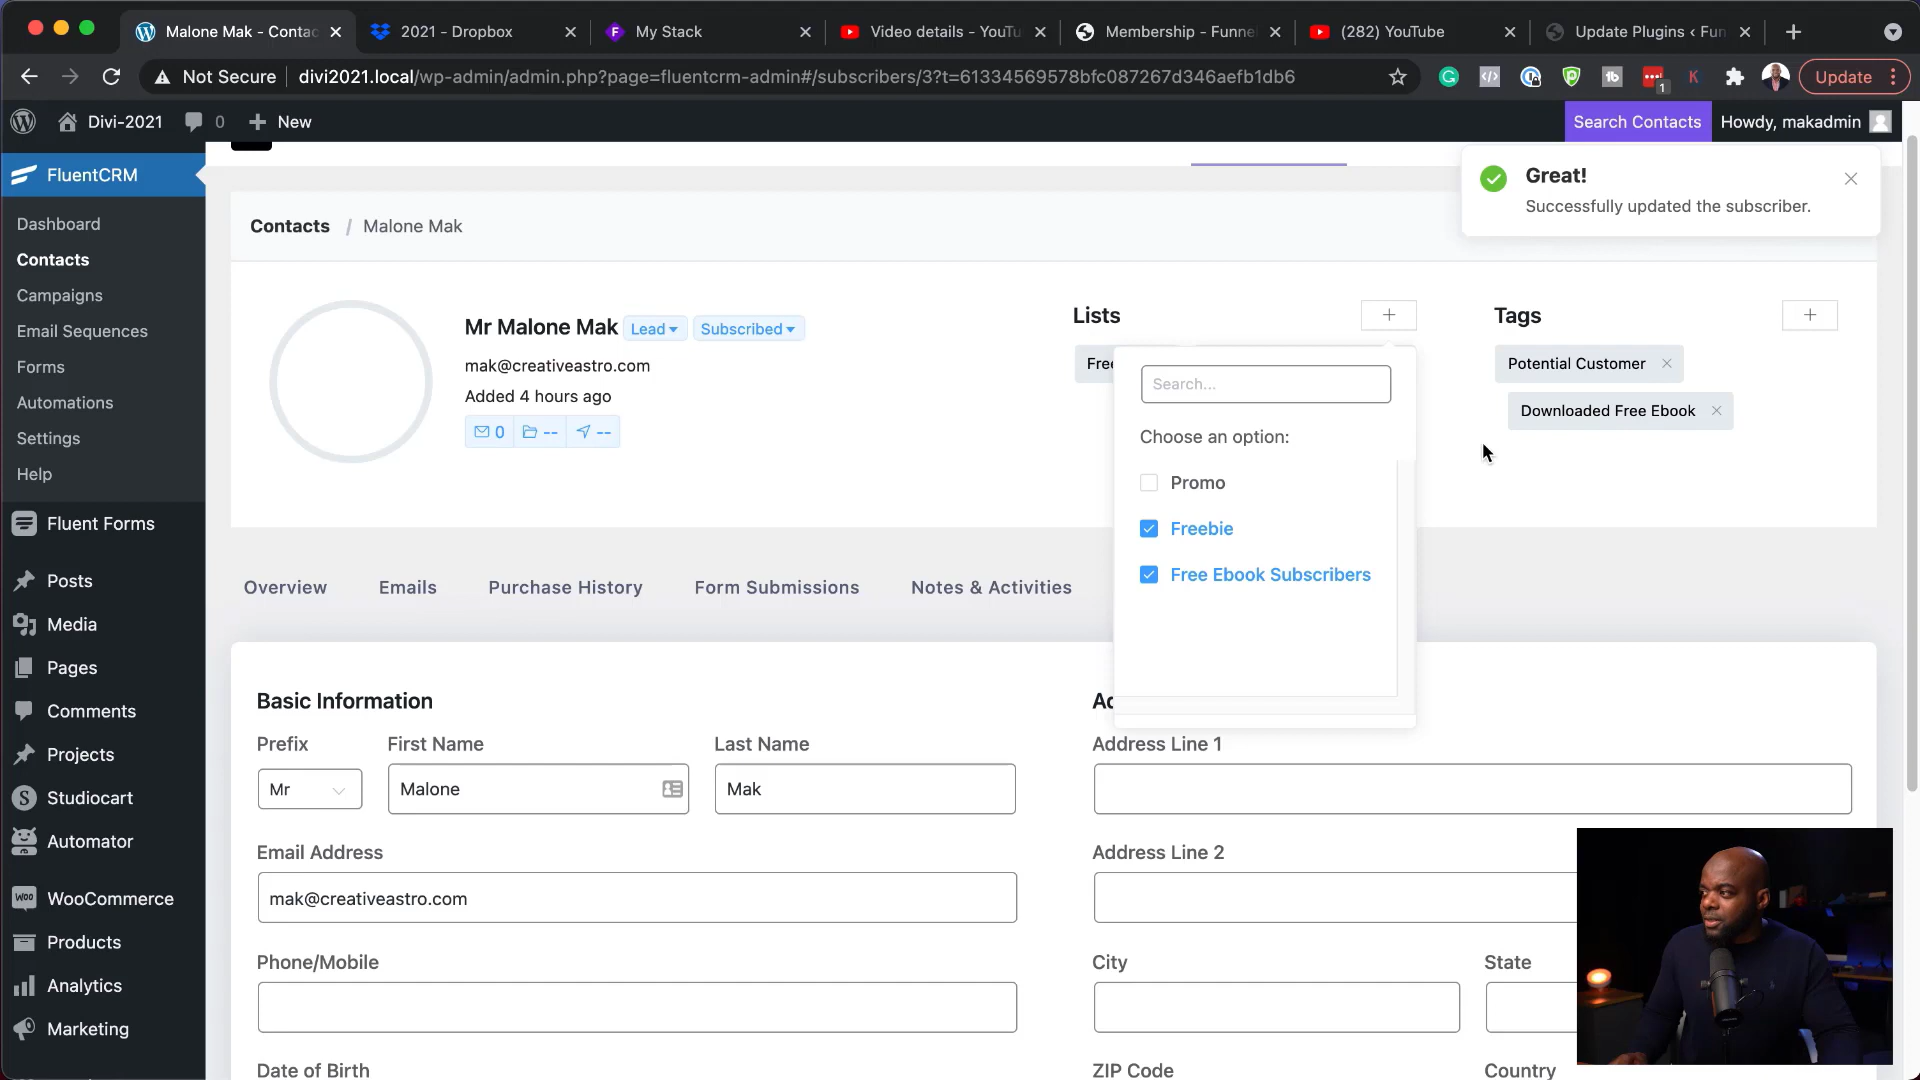 Malone Mak - Contac
2021 - Dropbox
My Stack
Video details - YouTu
Membership - Funne
(282) YouTube
Update Plugins ‹ Fun
Not Secure
divi2021.local/wp-admin/admin.php?page=fluentcrm-admin#/subscribers/3?t=61334569578bfc087267d346aefb1db6
1
Update
Divi-2021
0
New
Search Contacts
Howdy, makadmin
FluentCRM
Dashboard
Contacts
Campaigns
Email Sequences
Forms
Automations
Settings
Help
Fluent Forms
Posts
Media
Pages
Comments
Projects
Studiocart
Automator
WooCommerce
Products
Analytics
Marketing
Great!
Successfully updated the subscriber.
Contacts / Malone Mak
Mr Malone Mak
Lead
Subscribed
mak@creativeastro.com
Added 4 hours ago
0
--
--
Lists
+
Free
Search...
Choose an option:
Promo
Freebie
Free Ebook Subscribers
Tags
+
Potential Customer
Downloaded Free Ebook
Overview
Emails
Purchase History
Form Submissions
Notes & Activities
Basic Information
Prefix
First Name
Last Name
Mr
Malone
Mak
Email Address
mak@creativeastro.com
Phone/Mobile
Date of Birth
Ad
Address Line 1
Address Line 2
City
State
ZIP Code
Country